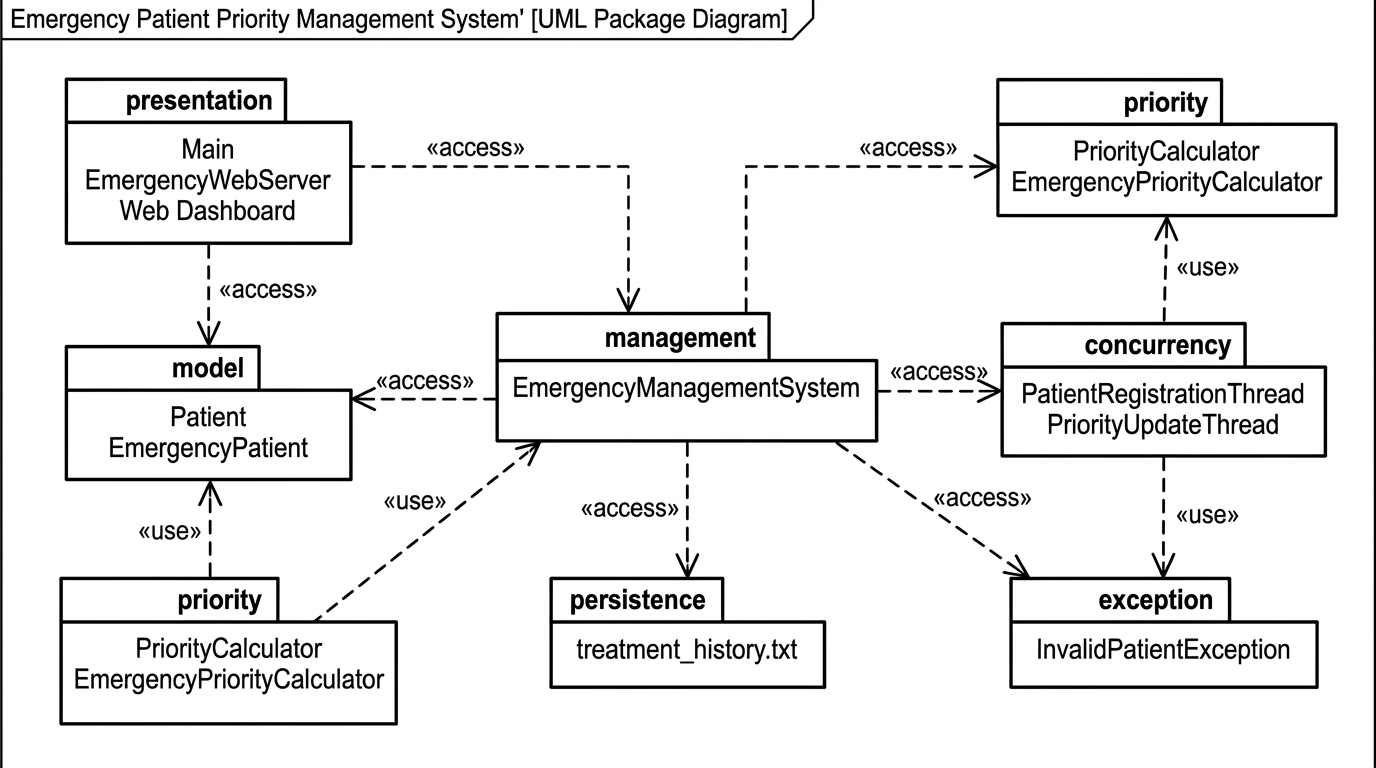 Emergency Patient Priority Management System' [UML Package Diagram]
presentation
Main
EmergencyWebServer
Web Dashboard
«access»
«access»
priority
PriorityCalculator
EmergencyPriorityCalculator
«access»
«use»
model
Patient
EmergencyPatient
«access»
management
EmergencyManagementSystem
«access»
concurrency
PatientRegistrationThread
PriorityUpdateThread
«use»
«use»
«access»
«access»
«use»
priority
PriorityCalculator
EmergencyPriorityCalculator
persistence
treatment_history.txt
exception
InvalidPatientException